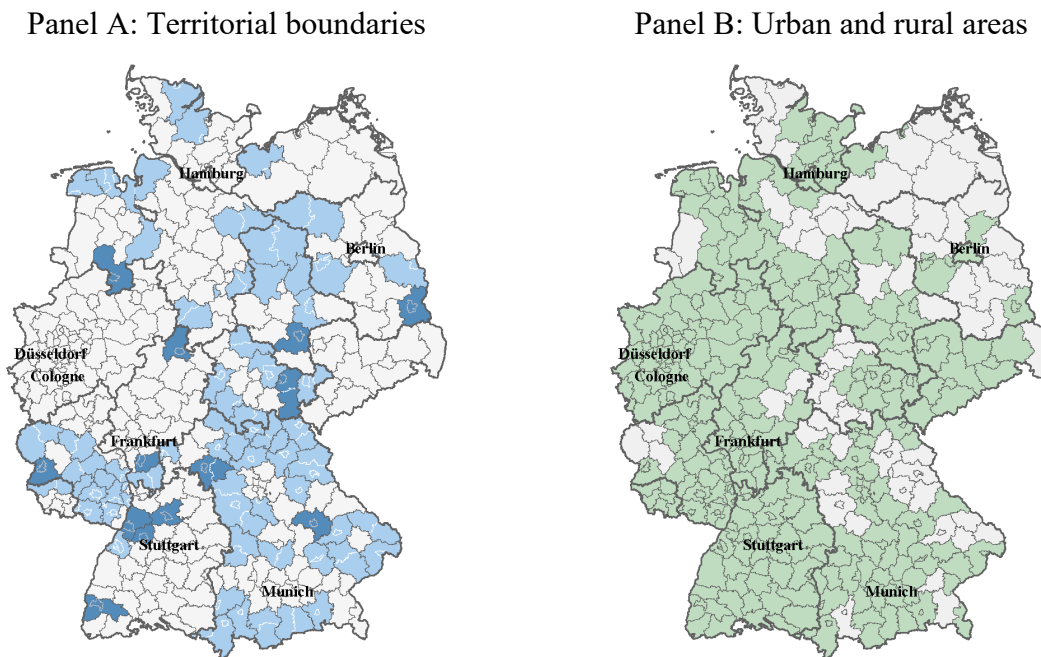 Panel A: Territorial boundaries
Panel B: Urban and rural areas
Hamburg
Berlin
Düsseldorf
Cologne
Frankfurt
Stuttgart
Munich
Hamburg
Berlin
Düsseldorf
Cologne
Frankfurt
Stuttgart
Munich